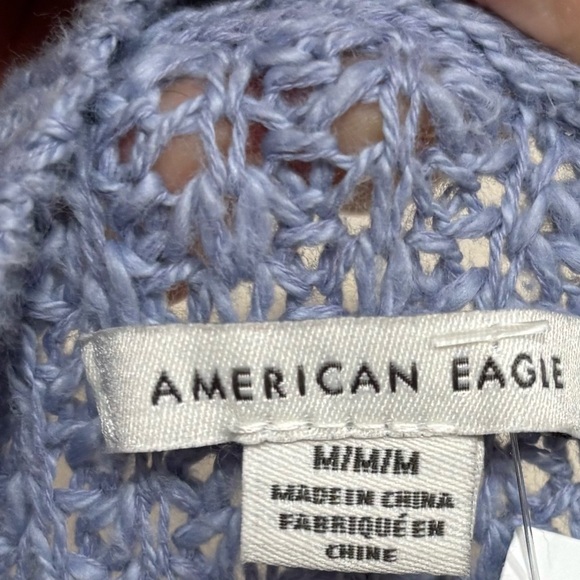 AMERICAN EAGLE
M/M/M
MADE IN CHINA
FABRIQUÉ EN
CHINE